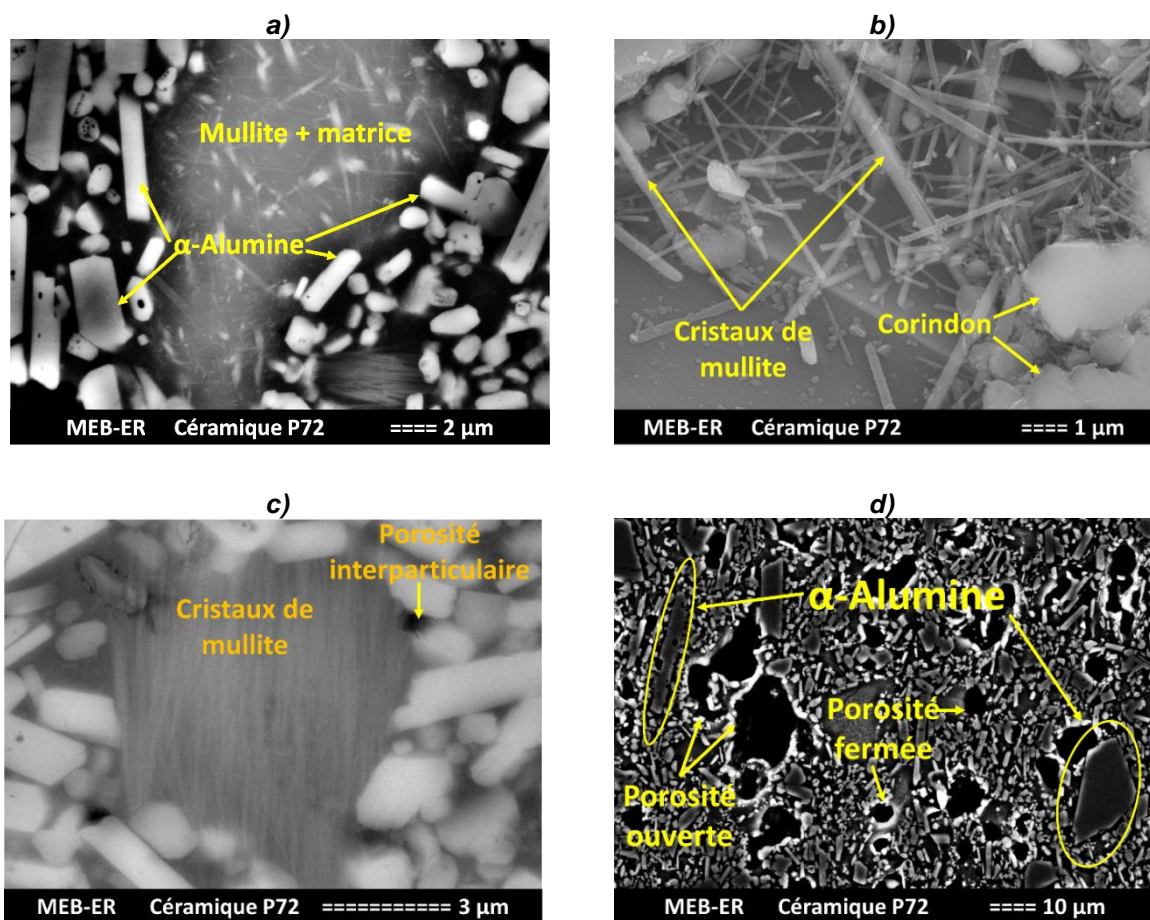 a)
Mullite + matrice
α-Alumine
MEB-ER Céramique P72 ==== 2 µm
b)
Cristaux de
mullite
Corindon
MEB-ER Céramique P72 ==== 1 µm
c)
Porosité
interparticulaire
Cristaux de
mullite
MEB-ER Céramique P72 =========== 3 µm
d)
α-Alumine
Porosité
fermée
Porosité
ouverte
MEB-ER Céramique P72 ==== 10 µm